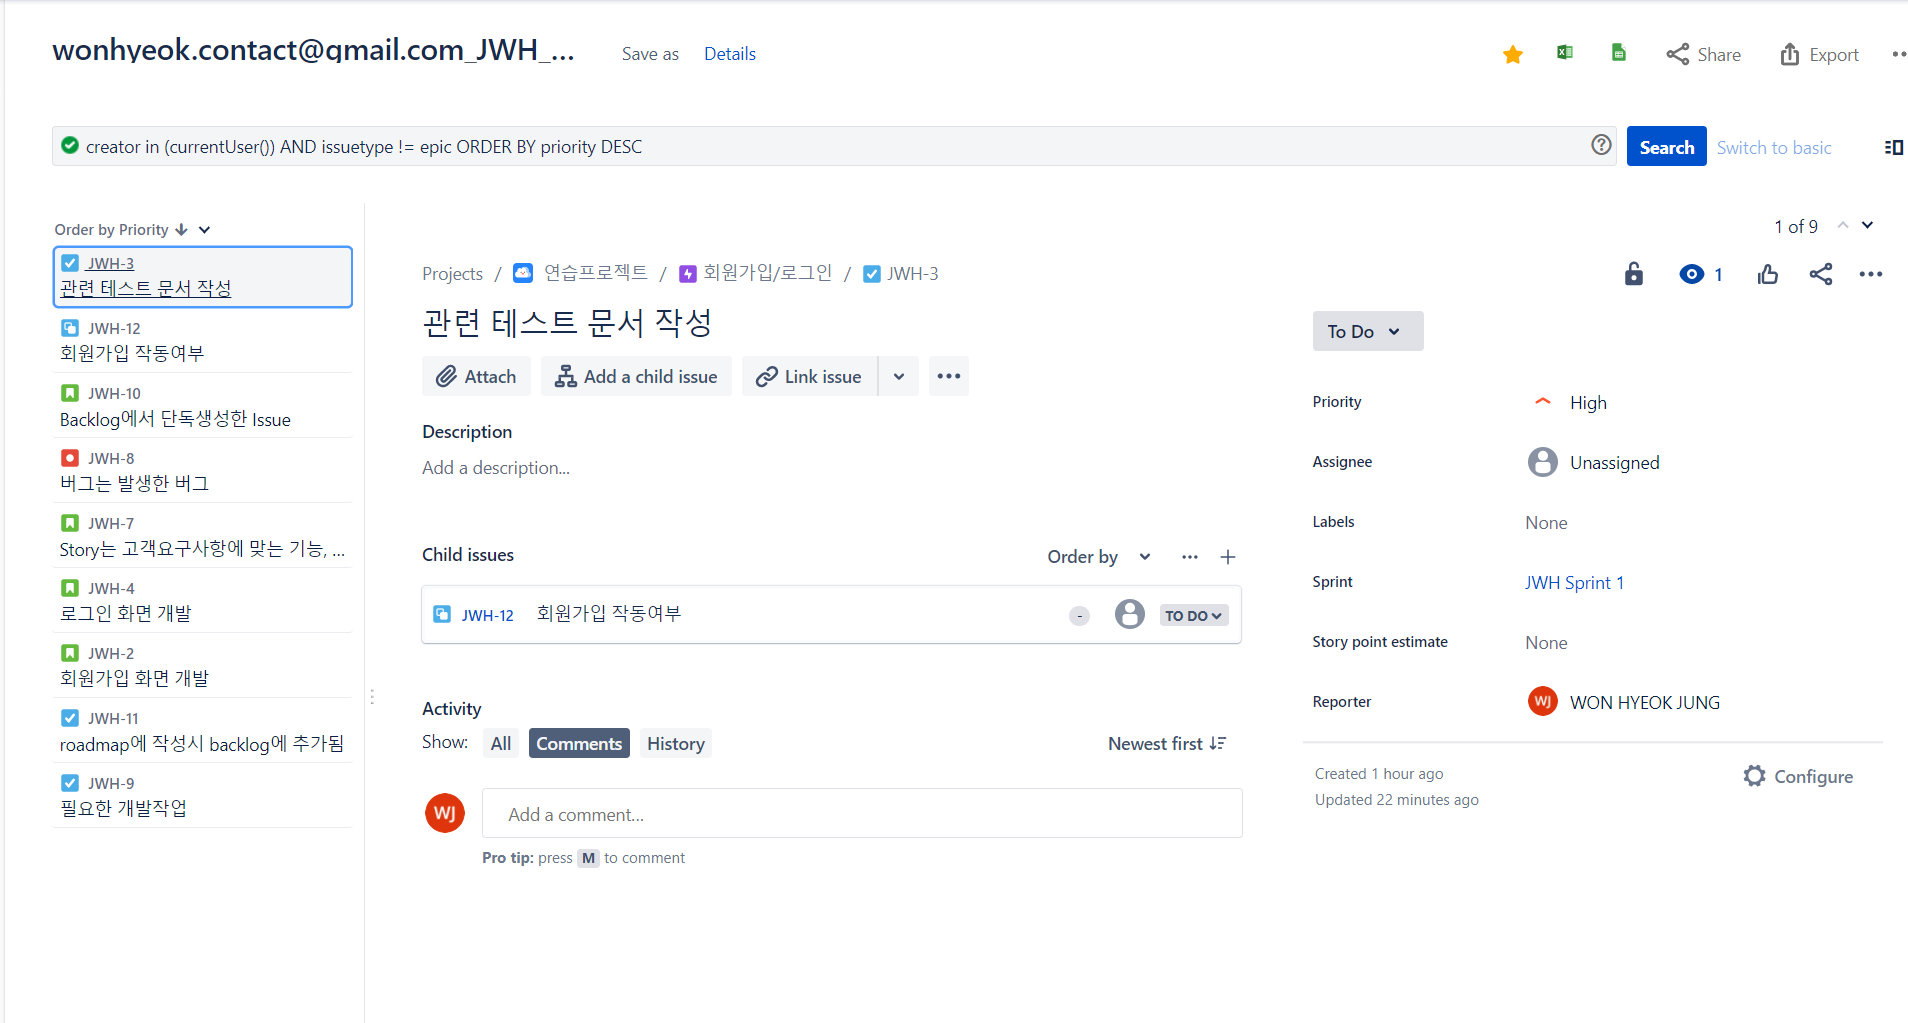 wonhyeok.contact@gmail.com_JWH_...
Save as
Details
Share
Export
creator in (currentUser()) AND issuetype != epic ORDER BY priority DESC
Search
Switch to basic
Order by Priority
JWH-3
관련 테스트 문서 작성
JWH-12
회원가입 작동여부
JWH-10
Backlog에서 단독생성한 Issue
JWH-8
버그는 발생한 버그
JWH-7
Story는 고객요구사항에 맞는 기능, ...
JWH-4
로그인 화면 개발
JWH-2
회원가입 화면 개발
JWH-11
roadmap에 작성시 backlog에 추가됨
JWH-9
필요한 개발작업
1 of 9
Projects / 연습프로젝트 / 회원가입/로그인 / JWH-3
1
관련 테스트 문서 작성
Attach
Add a child issue
Link issue
Description
Add a description...
Child issues
Order by
JWH-12 회원가입 작동여부 - TO DO
Activity
Show: All Comments History
Newest first
WJ
Add a comment...
Pro tip: press M to comment
To Do
Priority High
Assignee Unassigned
Labels None
Sprint JWH Sprint 1
Story point estimate None
Reporter WJ WON HYEOK JUNG
Created 1 hour ago
Updated 22 minutes ago
Configure